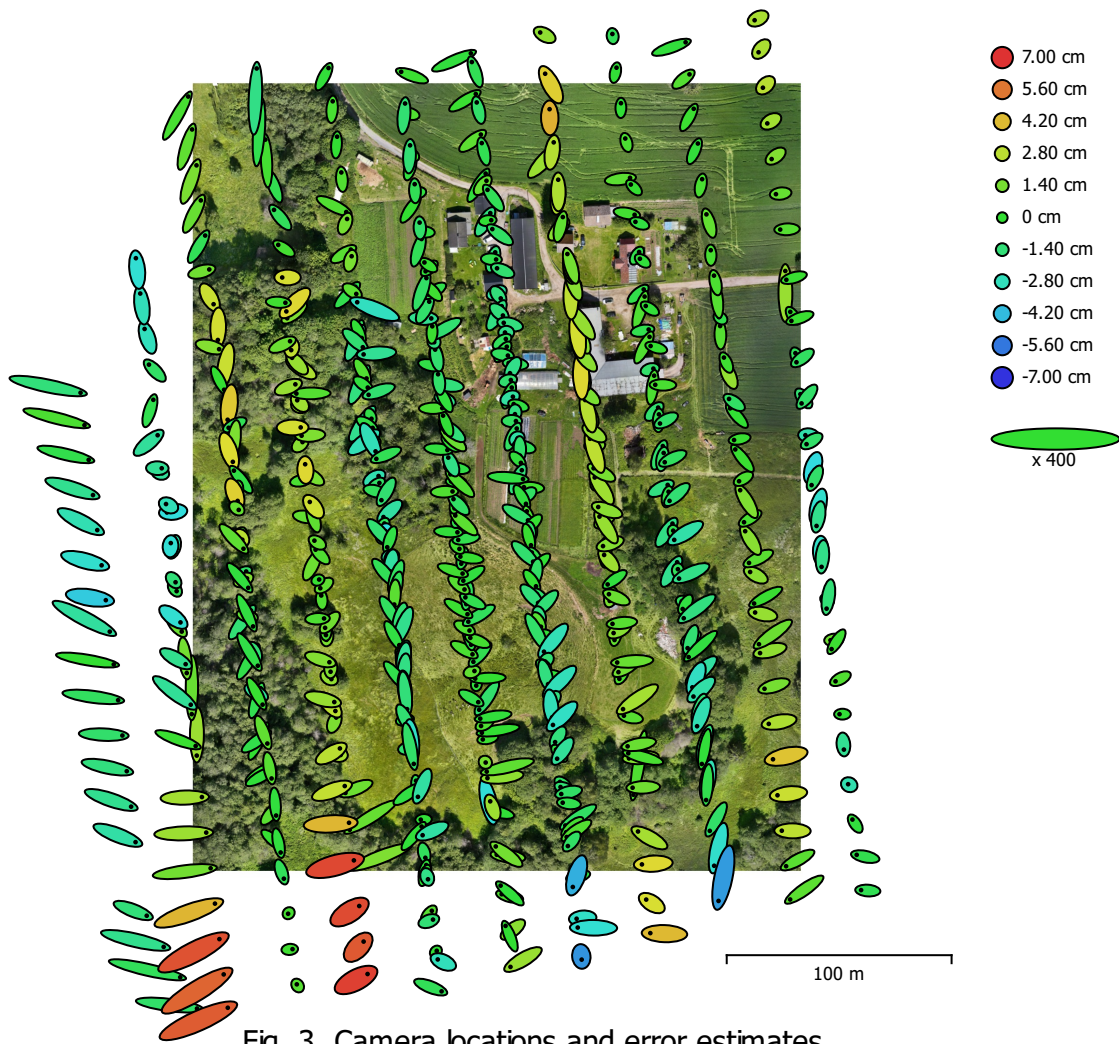 7.00 cm
5.60 cm
4.20 cm
2.80 cm
1.40 cm
0 cm
-1.40 cm
-2.80 cm
-4.20 cm
-5.60 cm
-7.00 cm
x 400
100 m
Fig. 3. Camera locations and error estimates.